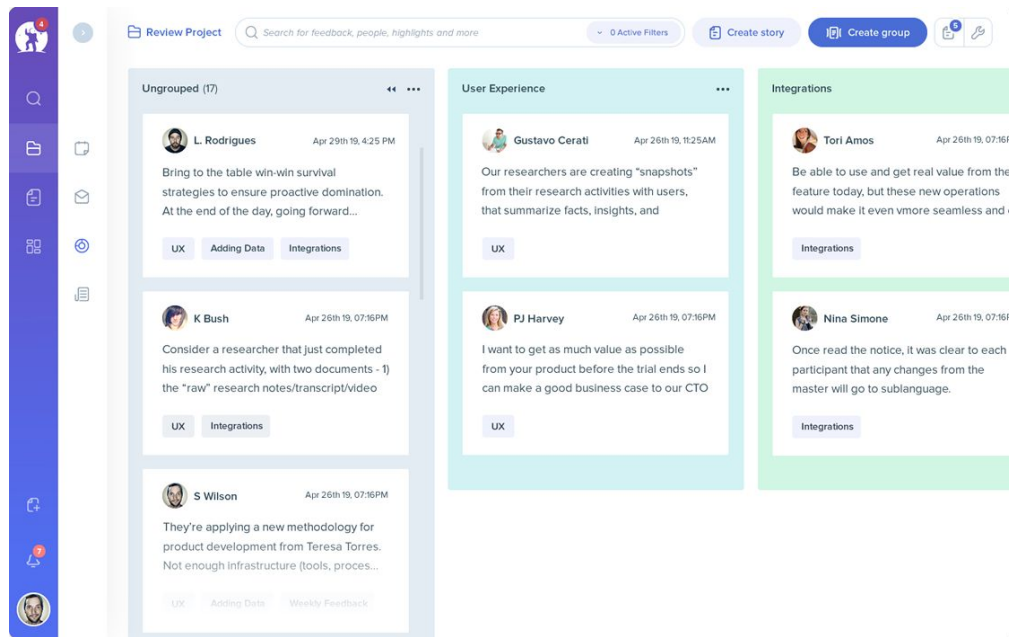 4
Review Project
Search for feedback, people, highlights and more
0 Active Filters
Create story
Create group
5
Ungrouped (17)
L. Rodrigues
Apr 29th 19, 4:25 PM
Bring to the table win-win survival
strategies to ensure proactive domination.
At the end of the day, going forward...
UX Adding Data Integrations
K Bush
Apr 26th 19, 07:16PM
Consider a researcher that just completed
his research activity, with two documents - 1)
the “raw” research notes/transcript/video
UX Integrations
S Wilson
Apr 26th 19, 07:16PM
They’re applying a new methodology for
product development from Teresa Torres.
Not enough infrastructure (tools, proces...
UX Adding Data Weekly Feedback
User Experience
Gustavo Cerati
Apr 26th 19, 11:25AM
Our researchers are creating “snapshots”
from their research activities with users,
that summarize facts, insights, and
UX
PJ Harvey
Apr 26th 19, 07:16PM
I want to get as much value as possible
from your product before the trial ends so I
can make a good business case to our CTO
UX
Integrations
Tori Amos
Apr 26th 19, 07:16P
Be able to use and get real value from the
feature today, but these new operations
would make it even vmore seamless and
Integrations
Nina Simone
Apr 26th 19, 07:16P
Once read the notice, it was clear to each
participant that any changes from the
master will go to sublanguage.
Integrations
7